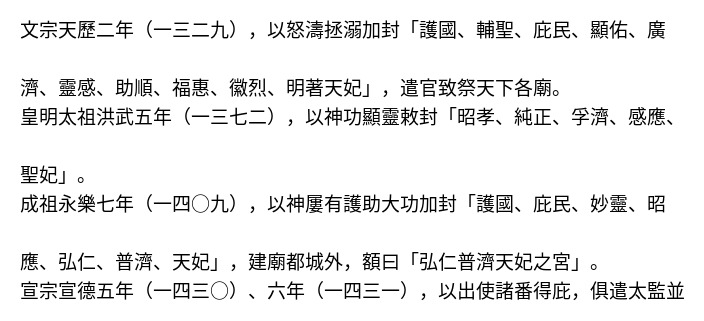 文宗天歷二年（一三二九），以怒濤拯溺加封「護國、輔聖、庇民、顯佑、廣
濟、靈感、助順、福惠、徽烈、明著天妃」，遣官致祭天下各廟。
皇明太祖洪武五年（一三七二），以神功顯靈敕封「昭孝、純正、孚濟、感應、
聖妃」。
成祖永樂七年（一四〇九），以神屢有護助大功加封「護國、庇民、妙靈、昭
應、弘仁、普濟、天妃」，建廟都城外，額曰「弘仁普濟天妃之宮」。
宣宗宣德五年（一四三〇）、六年（一四三一），以出使諸番得庇，俱遣太監並